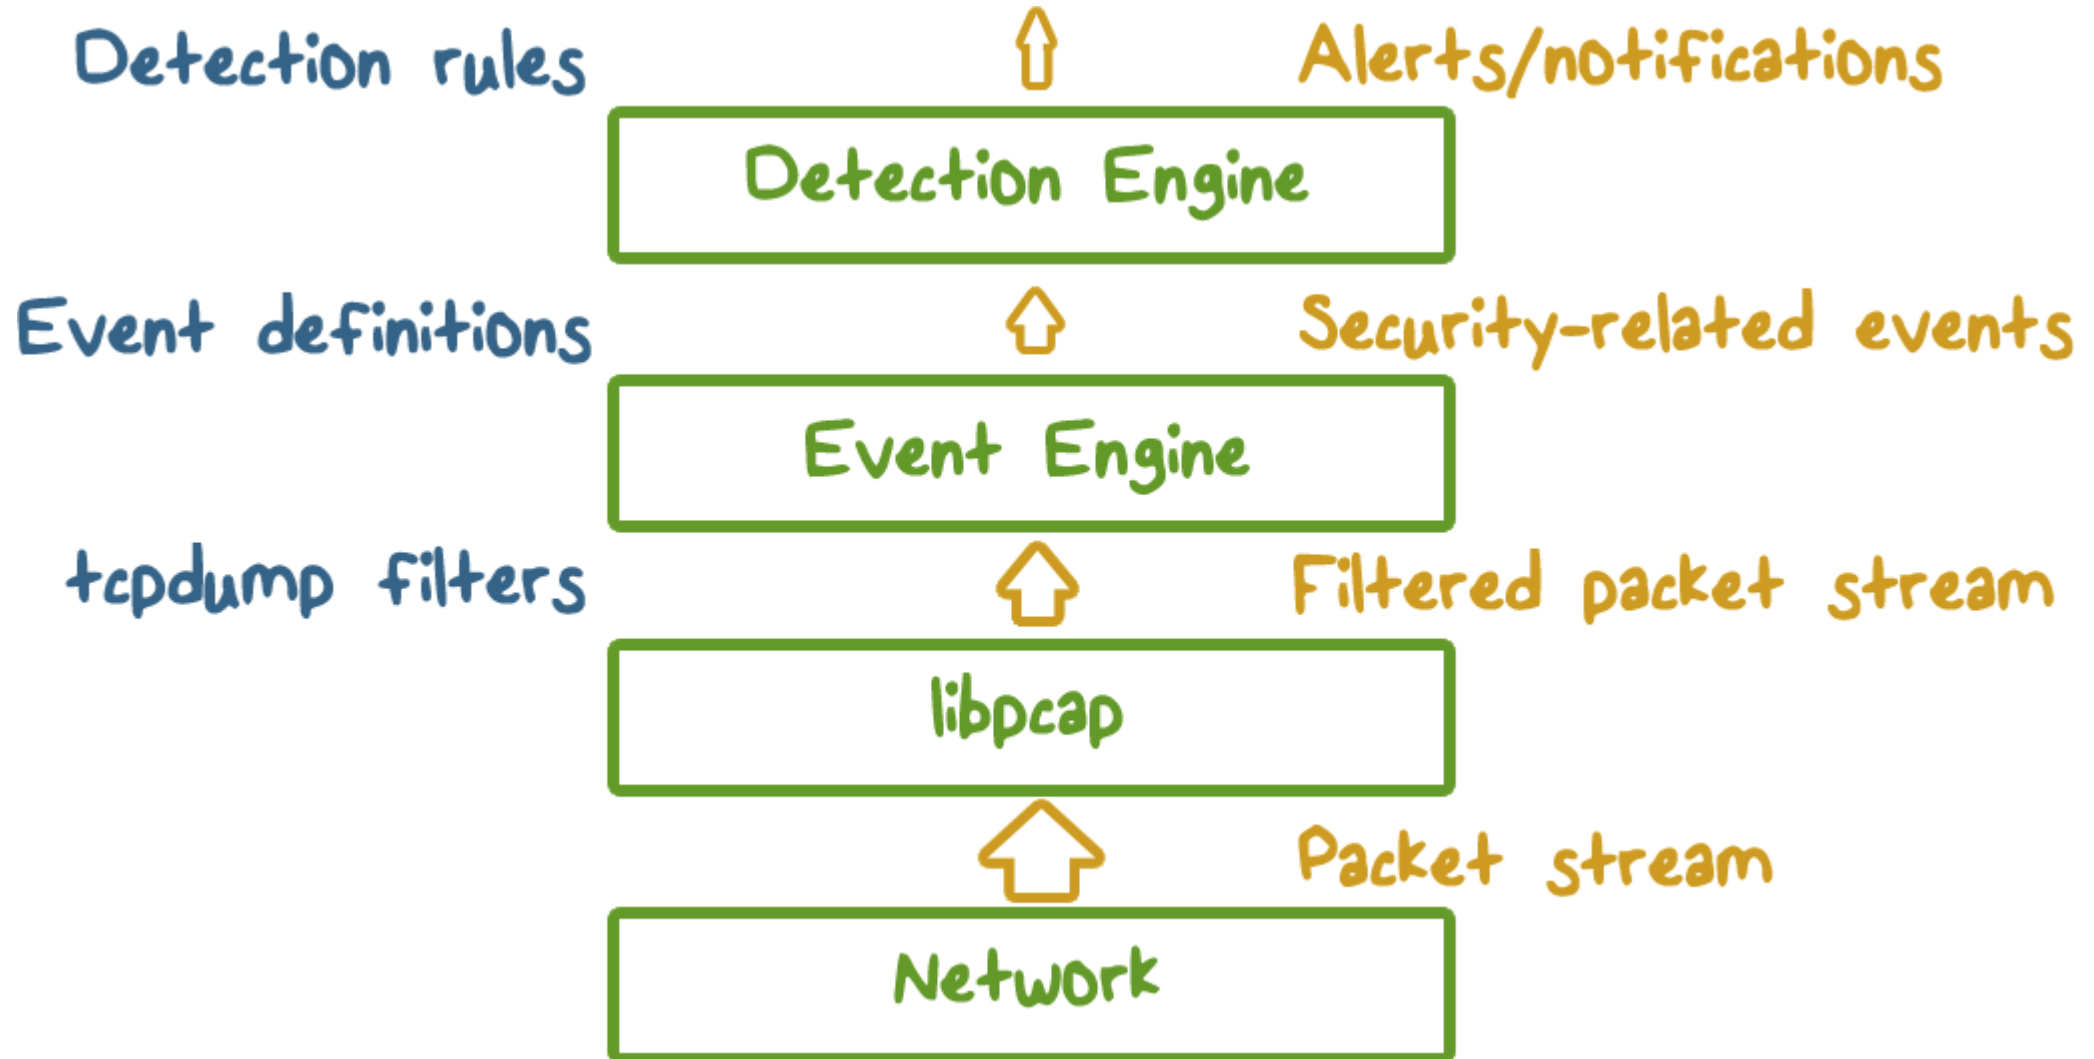 Detection rules
Alerts/notifications
Detection Engine
Event definitions
Security-related events
Event Engine
tcpdump filters
Filtered packet stream
libpcap
Packet stream
Network